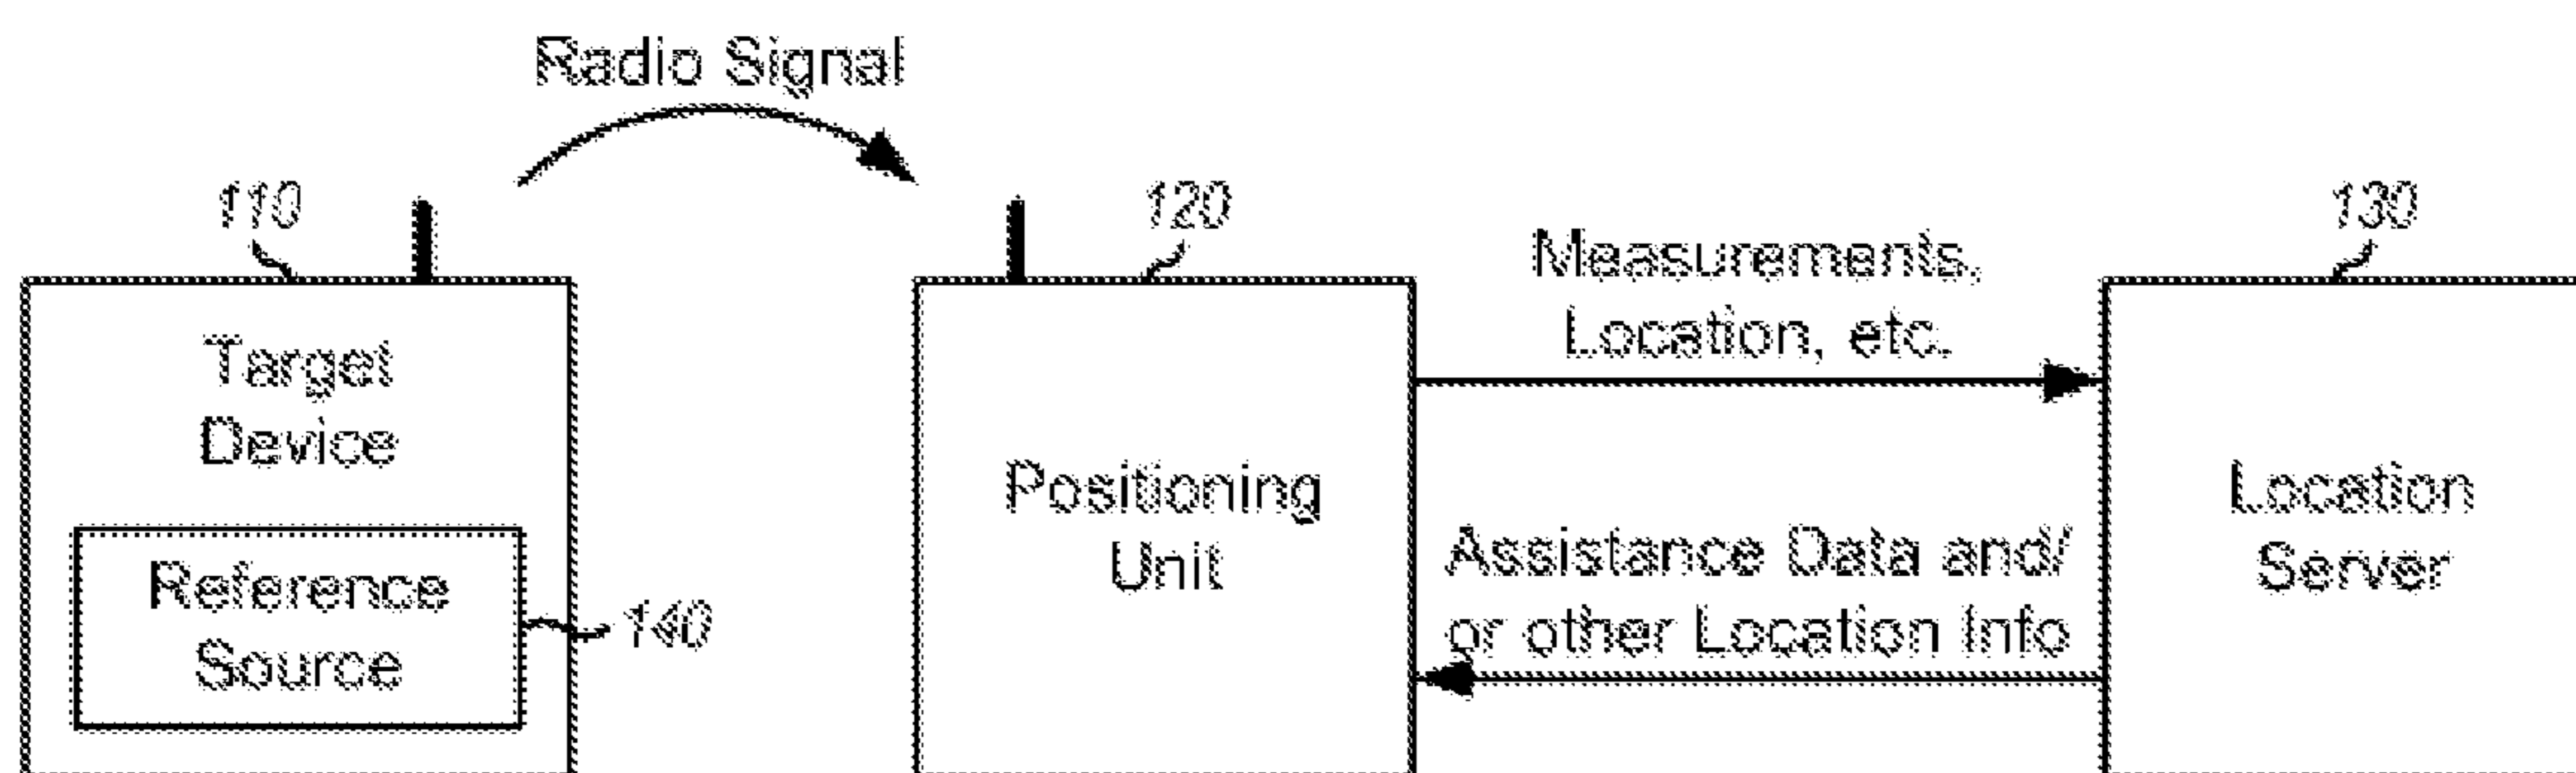 Radio Signal
110
120
130
Measurements,
Location, etc.
Target
Device
Positioning
Unit
Location
Server
Assistance Data and/
or other Location Info
Reference
Source
140